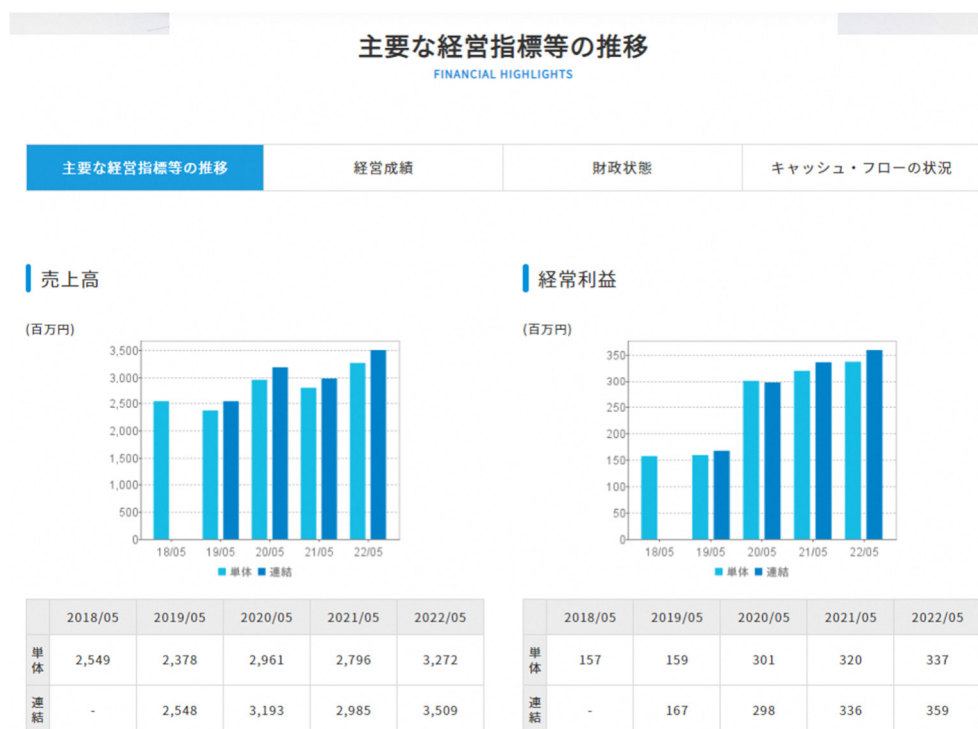 主要な経営指標等の推移
FINANCIAL HIGHLIGHTS
主要な経営指標等の推移 経営成績 財政状態 キャッシュ・フローの状況
売上高
(百万円)
3,500
3,000
2,500
2,000
1,500
1,000
500
0
18/05 19/05 20/05 21/05 22/05
単体 連結
2018/05 2019/05 2020/05 2021/05 2022/05
単体 2,549 2,378 2,961 2,796 3,272
連結 - 2,548 3,193 2,985 3,509
経常利益
(百万円)
350
300
250
200
150
100
50
0
18/05 19/05 20/05 21/05 22/05
単体 連結
2018/05 2019/05 2020/05 2021/05 2022/05
単体 157 159 301 320 337
連結 - 167 298 336 359